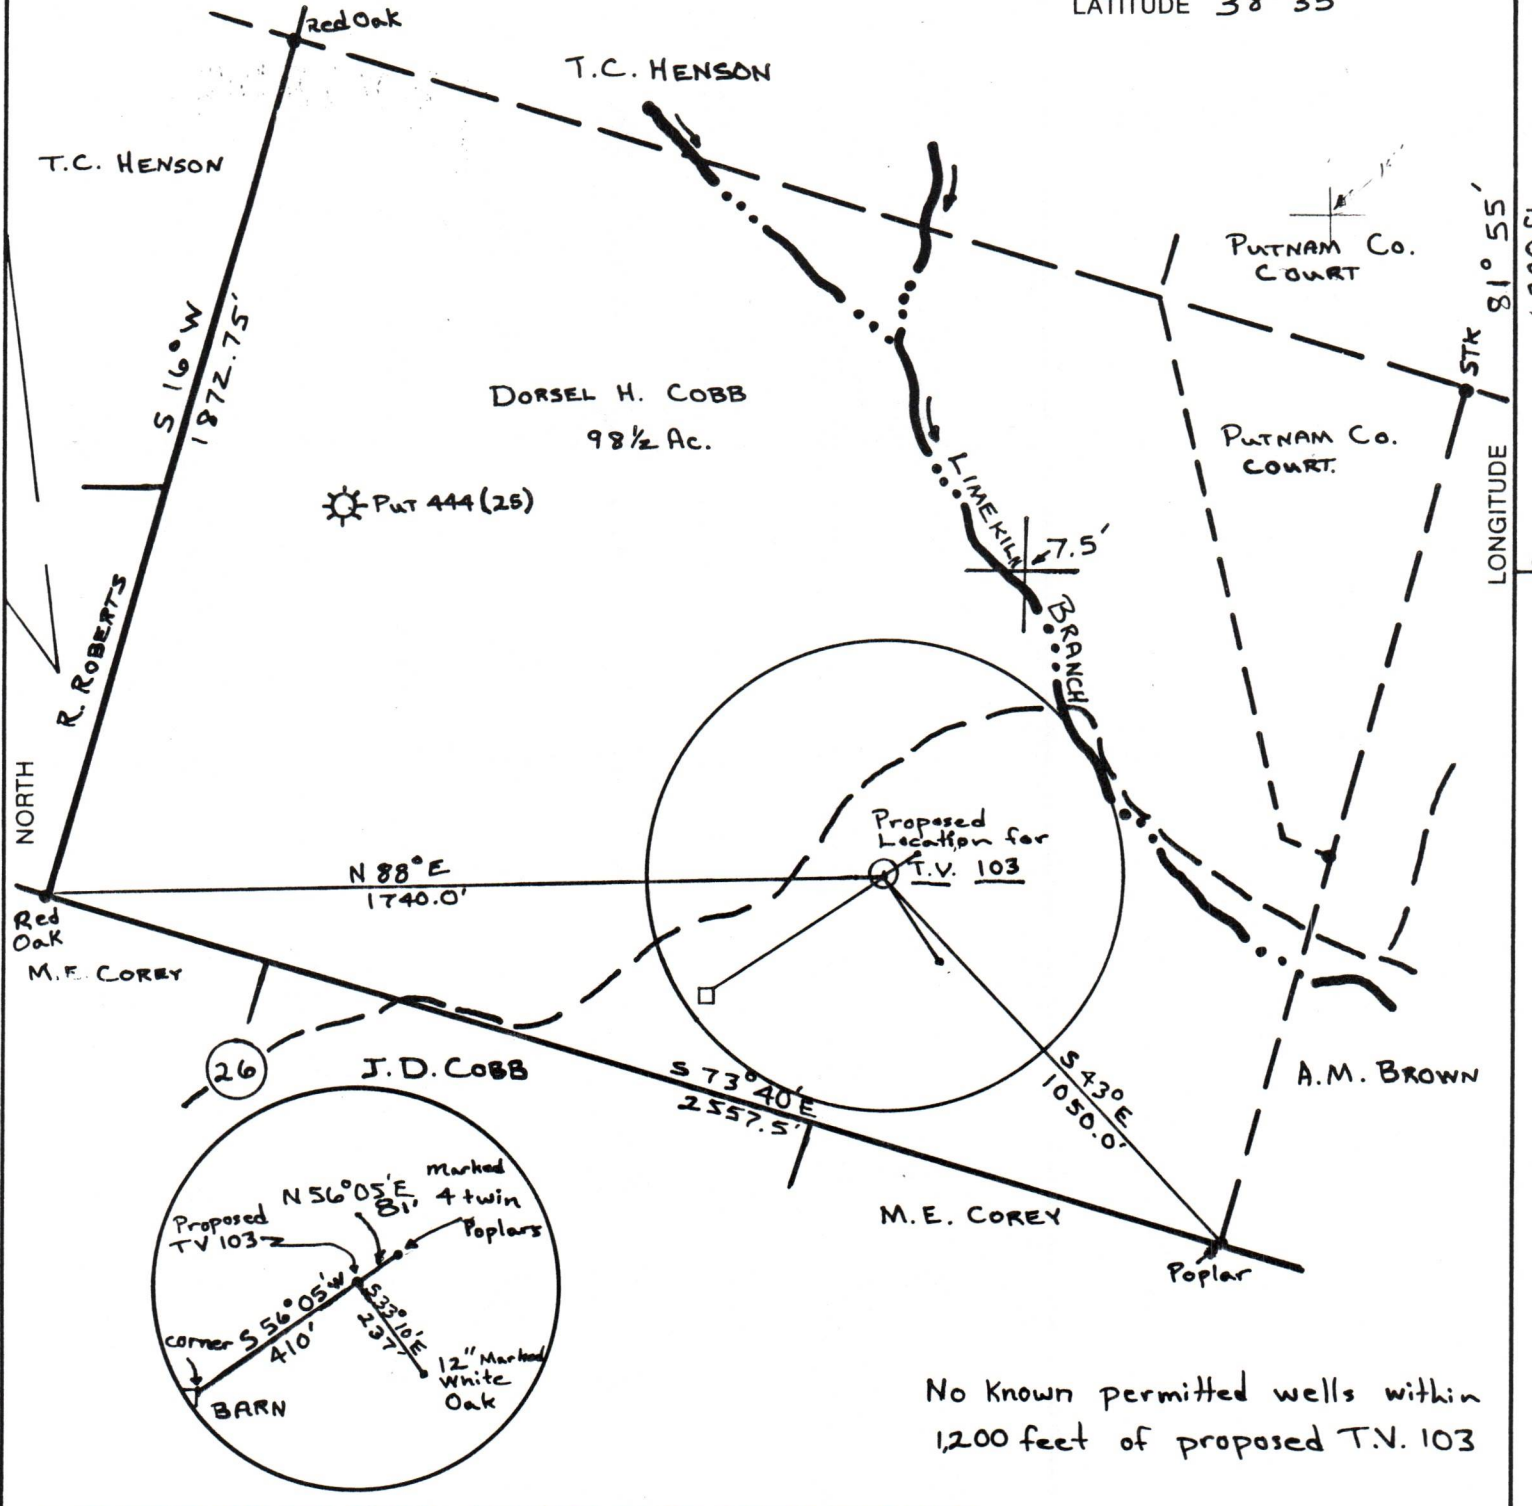 LATITUDE 38° 35'
Red Oak
T.C. HENSON
T.C. HENSON
PUTNAM CO.
COURT
81° 55'
STK
LONGITUDE
S 16° W
1872.75'
DORSEL H. COBB
98½ Ac.
PUTNAM CO.
COURT.
PUT 444 (25)
LIMEKILN
BRANCH
7.5'
R. ROBERTS
NORTH
Proposed
Location for
T.V. 103
N 88° E
1740.0'
Red
Oak
M.E. COREY
26
J.D. COBB
S 73° 40' E
2557.5'
S 43° E
1050.0'
A.M. BROWN
M.E. COREY
Poplar
N 56° 05' E
81'
Marked
4 twin
Poplars
Proposed
TV 103
S 56° 05' W
410'
S 33° 10' E
237'
corner
BARN
12" Marked
White
Oak
No known permitted wells within
1,200 feet of proposed T.V. 103